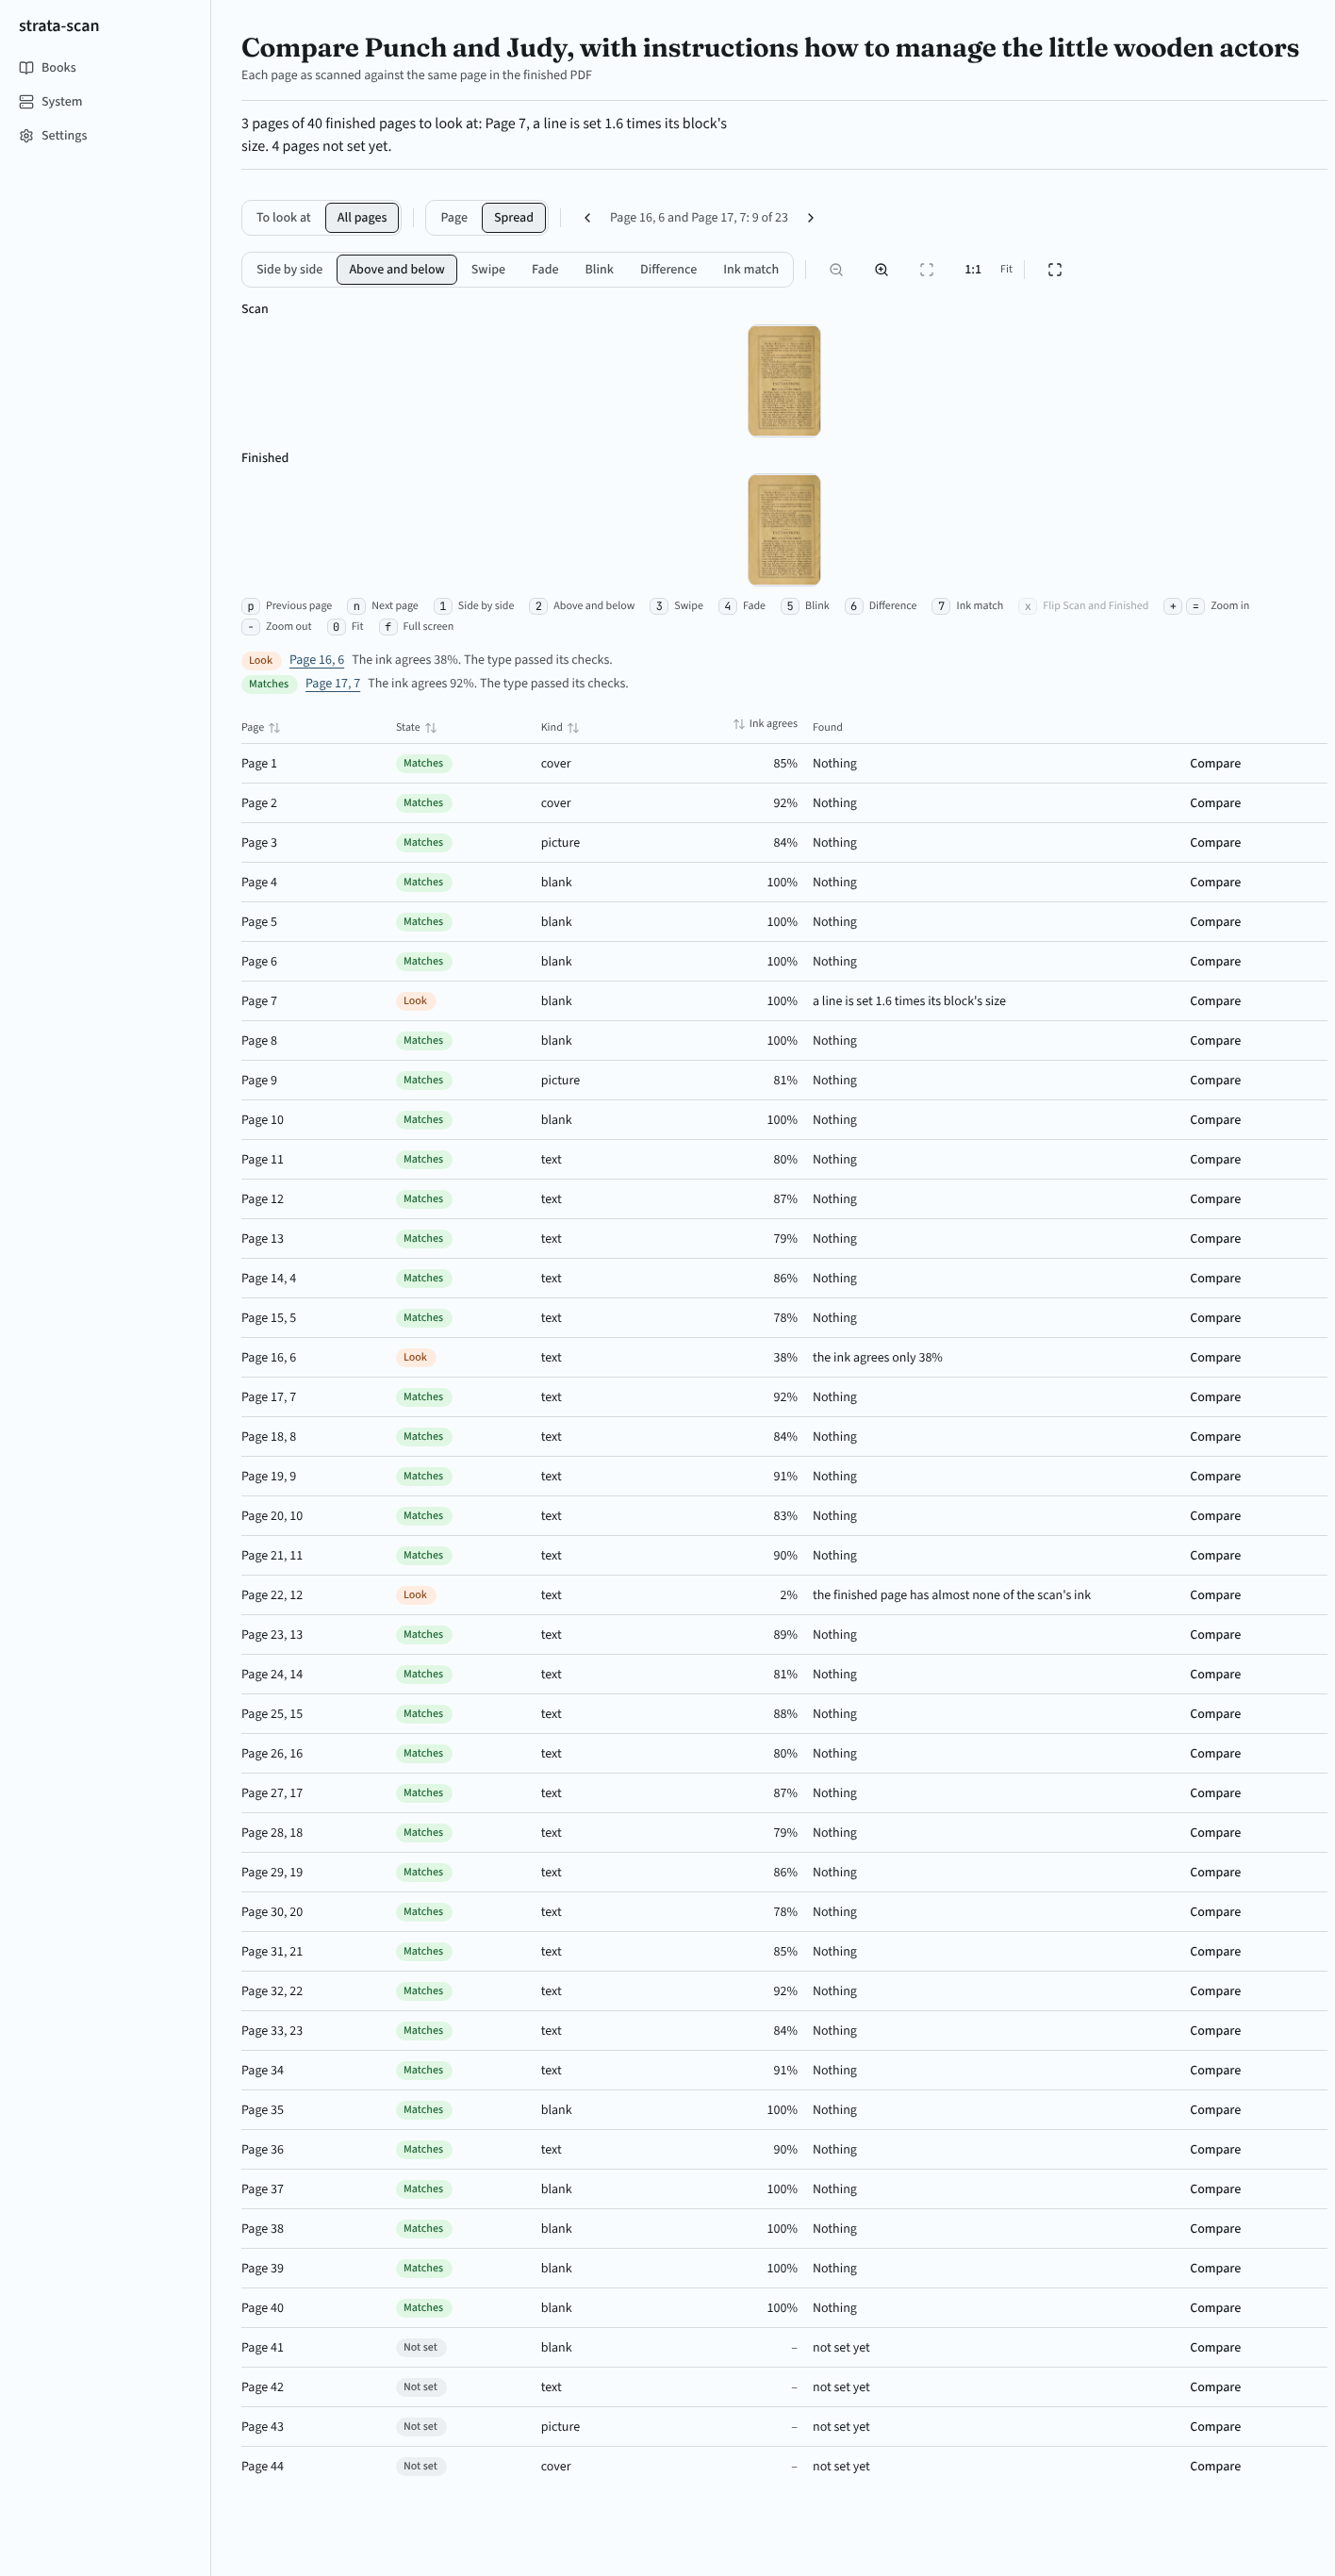 strata-scan
Books
System
Settings
Compare Punch and Judy, with instructions how to manage the little wooden actors
Each page as scanned against the same page in the finished PDF
3 pages of 40 finished pages to look at: Page 7, a line is set 1.6 times its block's
size. 4 pages not set yet.
To look at All pages Page Spread Page 16, 6 and Page 17, 7: 9 of 23
Side by side Above and below Swipe Fade Blink Difference Ink match 1:1 Fit
Scan
Finished
p Previous page n Next page 1 Side by side 2 Above and below 3 Swipe 4 Fade 5 Blink 6 Difference 7 Ink match x Flip Scan and Finished + = Zoom in
- Zoom out 0 Fit f Full screen
Look Page 16, 6 The ink agrees 38%. The type passed its checks.
Matches Page 17, 7 The ink agrees 92%. The type passed its checks.
Page State Kind Ink agrees Found
Page 1 Matches cover 85% Nothing Compare
Page 2 Matches cover 92% Nothing Compare
Page 3 Matches picture 84% Nothing Compare
Page 4 Matches blank 100% Nothing Compare
Page 5 Matches blank 100% Nothing Compare
Page 6 Matches blank 100% Nothing Compare
Page 7 Look blank 100% a line is set 1.6 times its block's size Compare
Page 8 Matches blank 100% Nothing Compare
Page 9 Matches picture 81% Nothing Compare
Page 10 Matches blank 100% Nothing Compare
Page 11 Matches text 80% Nothing Compare
Page 12 Matches text 87% Nothing Compare
Page 13 Matches text 79% Nothing Compare
Page 14, 4 Matches text 86% Nothing Compare
Page 15, 5 Matches text 78% Nothing Compare
Page 16, 6 Look text 38% the ink agrees only 38% Compare
Page 17, 7 Matches text 92% Nothing Compare
Page 18, 8 Matches text 84% Nothing Compare
Page 19, 9 Matches text 91% Nothing Compare
Page 20, 10 Matches text 83% Nothing Compare
Page 21, 11 Matches text 90% Nothing Compare
Page 22, 12 Look text 2% the finished page has almost none of the scan's ink Compare
Page 23, 13 Matches text 89% Nothing Compare
Page 24, 14 Matches text 81% Nothing Compare
Page 25, 15 Matches text 88% Nothing Compare
Page 26, 16 Matches text 80% Nothing Compare
Page 27, 17 Matches text 87% Nothing Compare
Page 28, 18 Matches text 79% Nothing Compare
Page 29, 19 Matches text 86% Nothing Compare
Page 30, 20 Matches text 78% Nothing Compare
Page 31, 21 Matches text 85% Nothing Compare
Page 32, 22 Matches text 92% Nothing Compare
Page 33, 23 Matches text 84% Nothing Compare
Page 34 Matches text 91% Nothing Compare
Page 35 Matches blank 100% Nothing Compare
Page 36 Matches text 90% Nothing Compare
Page 37 Matches blank 100% Nothing Compare
Page 38 Matches blank 100% Nothing Compare
Page 39 Matches blank 100% Nothing Compare
Page 40 Matches blank 100% Nothing Compare
Page 41 Not set blank – not set yet Compare
Page 42 Not set text – not set yet Compare
Page 43 Not set picture – not set yet Compare
Page 44 Not set cover – not set yet Compare